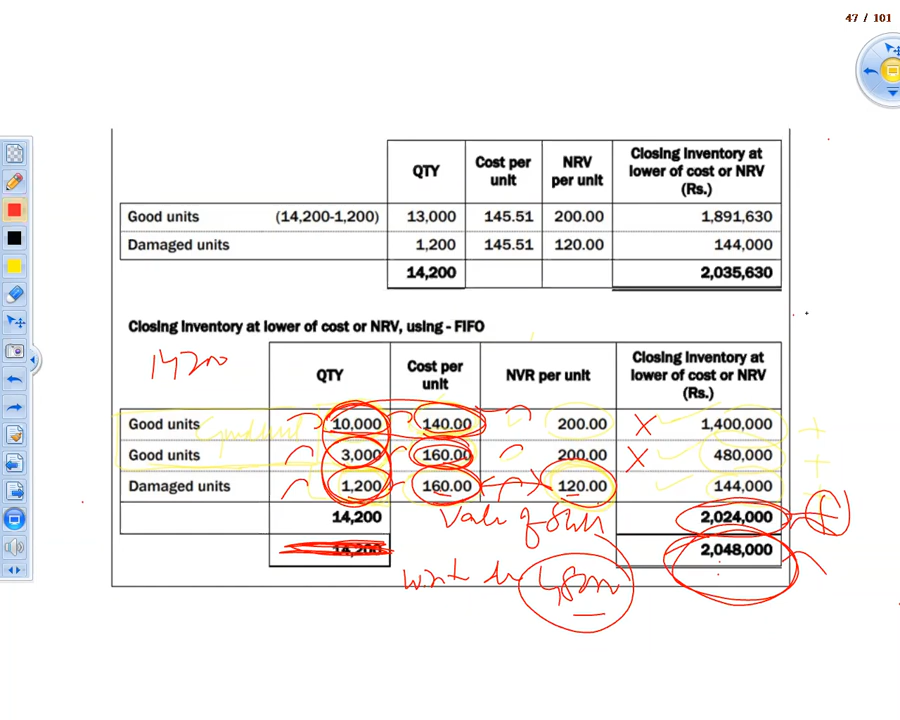 47 / 101
QTY Cost per unit NRV per unit Closing Inventory at lower of cost or NRV (Rs.)
Good units (14,200-1,200) 13,000 145.51 200.00 1,891,630
Damaged units 1,200 145.51 120.00 144,000
14,200 2,035,630
Closing Inventory at lower of cost or NRV, using - FIFO
14200
QTY Cost per unit NVR per unit Closing Inventory at lower of cost or NRV (Rs.)
Good units 10,000 140.00 200.00 1,400,000
Good units 3,000 160.00 200.00 480,000
Damaged units 1,200 160.00 120.00 144,000
14,200 2,024,000
Value of
14,200 2,048,000